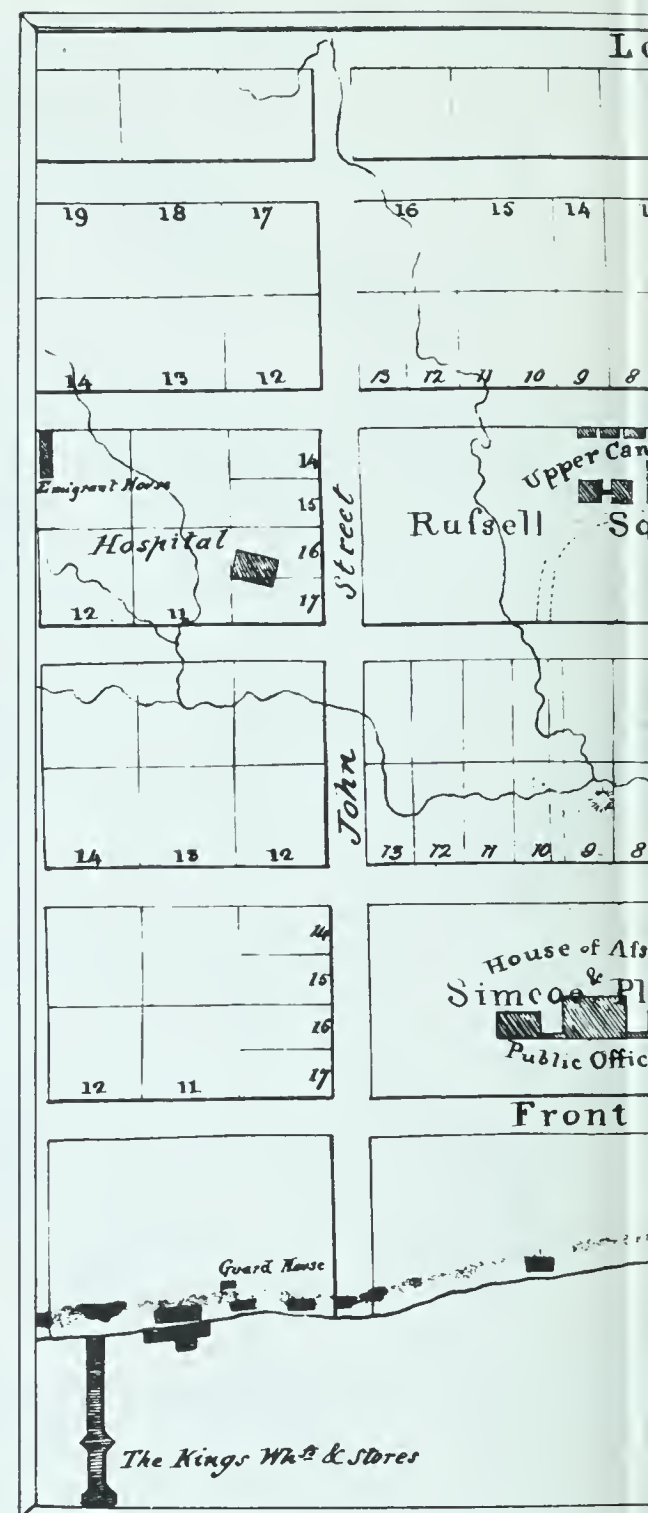 Lo
19 18 17
16 15 14
14 13 12
13 12 11 10 9 8
Emigrant House
Hospital
14
15
16
17
12 11
Street
Upper Can
Rufsell Sq
John
14 13 12
13 12 11 10 9 8
14
15
16
17
12 11
House of Afs
&
Simcoe Pl
Public Offic
Front
Guard House
The Kings Whfs & Stores